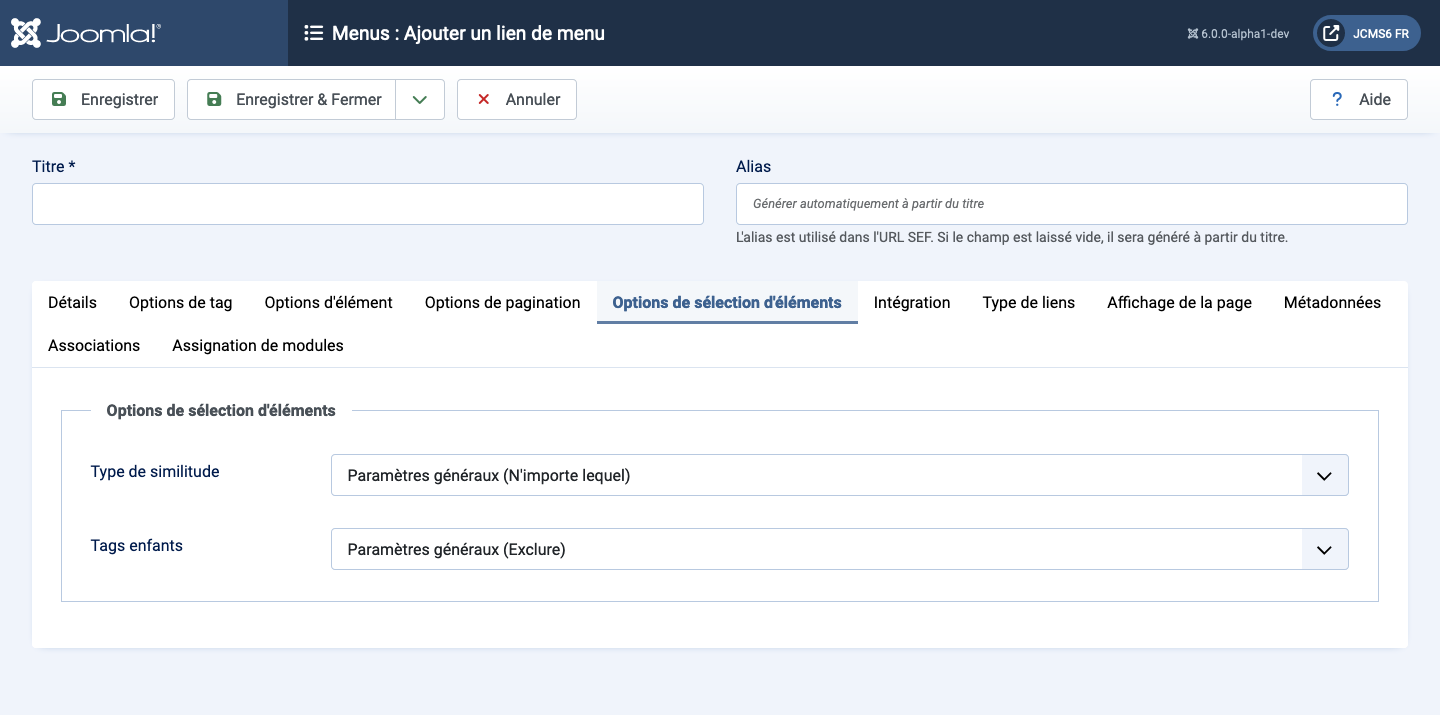 Joomla!®
Menus : Ajouter un lien de menu
6.0.0-alpha1-dev
JCMS6 FR
Enregistrer
Enregistrer & Fermer
Annuler
? Aide
Titre *
Alias
Générer automatiquement à partir du titre
L'alias est utilisé dans l'URL SEF. Si le champ est laissé vide, il sera généré à partir du titre.
Détails Options de tag Options d'élément Options de pagination Options de sélection d'éléments Intégration Type de liens Affichage de la page Métadonnées
Associations Assignation de modules
Options de sélection d'éléments
Type de similitude
Paramètres généraux (N'importe lequel)
Tags enfants
Paramètres généraux (Exclure)